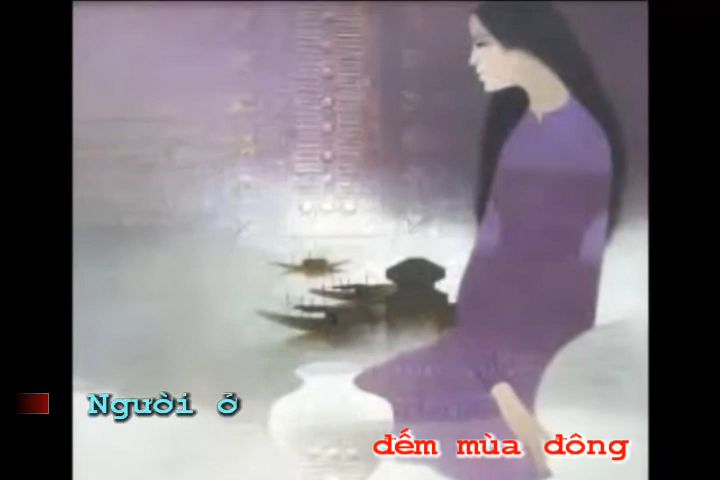 Người ở
đếm mùa đông